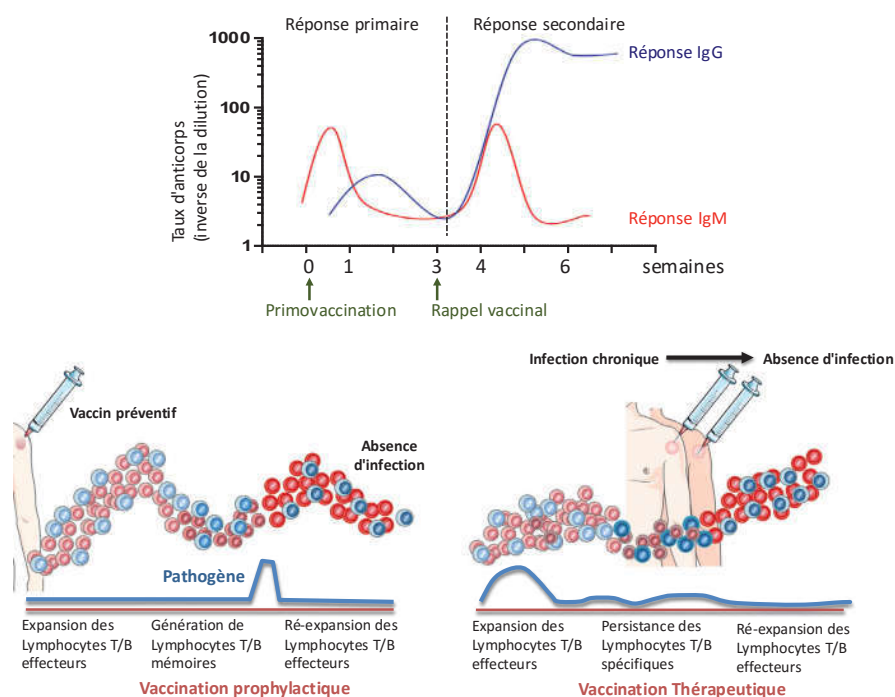 Réponse primaire
Réponse secondaire
Taux d'anticorps
(inverse de la dilution)
1000
100
10
1
Réponse IgG
Réponse IgM
0
1
3
4
6
semaines
Primovaccination
Rappel vaccinal
Vaccin préventif
Absence
d'infection
Pathogène
Expansion des
Lymphocytes T/B
effecteurs
Génération de
Lymphocytes T/B
mémoires
Ré-expansion des
Lymphocytes T/B
effecteurs
Vaccination prophylactique
Infection chronique
Absence d'infection
Expansion des
Lymphocytes T/B
effecteurs
Persistance des
Lymphocytes T/B
spécifiques
Ré-expansion des
Lymphocytes T/B
effecteurs
Vaccination Thérapeutique